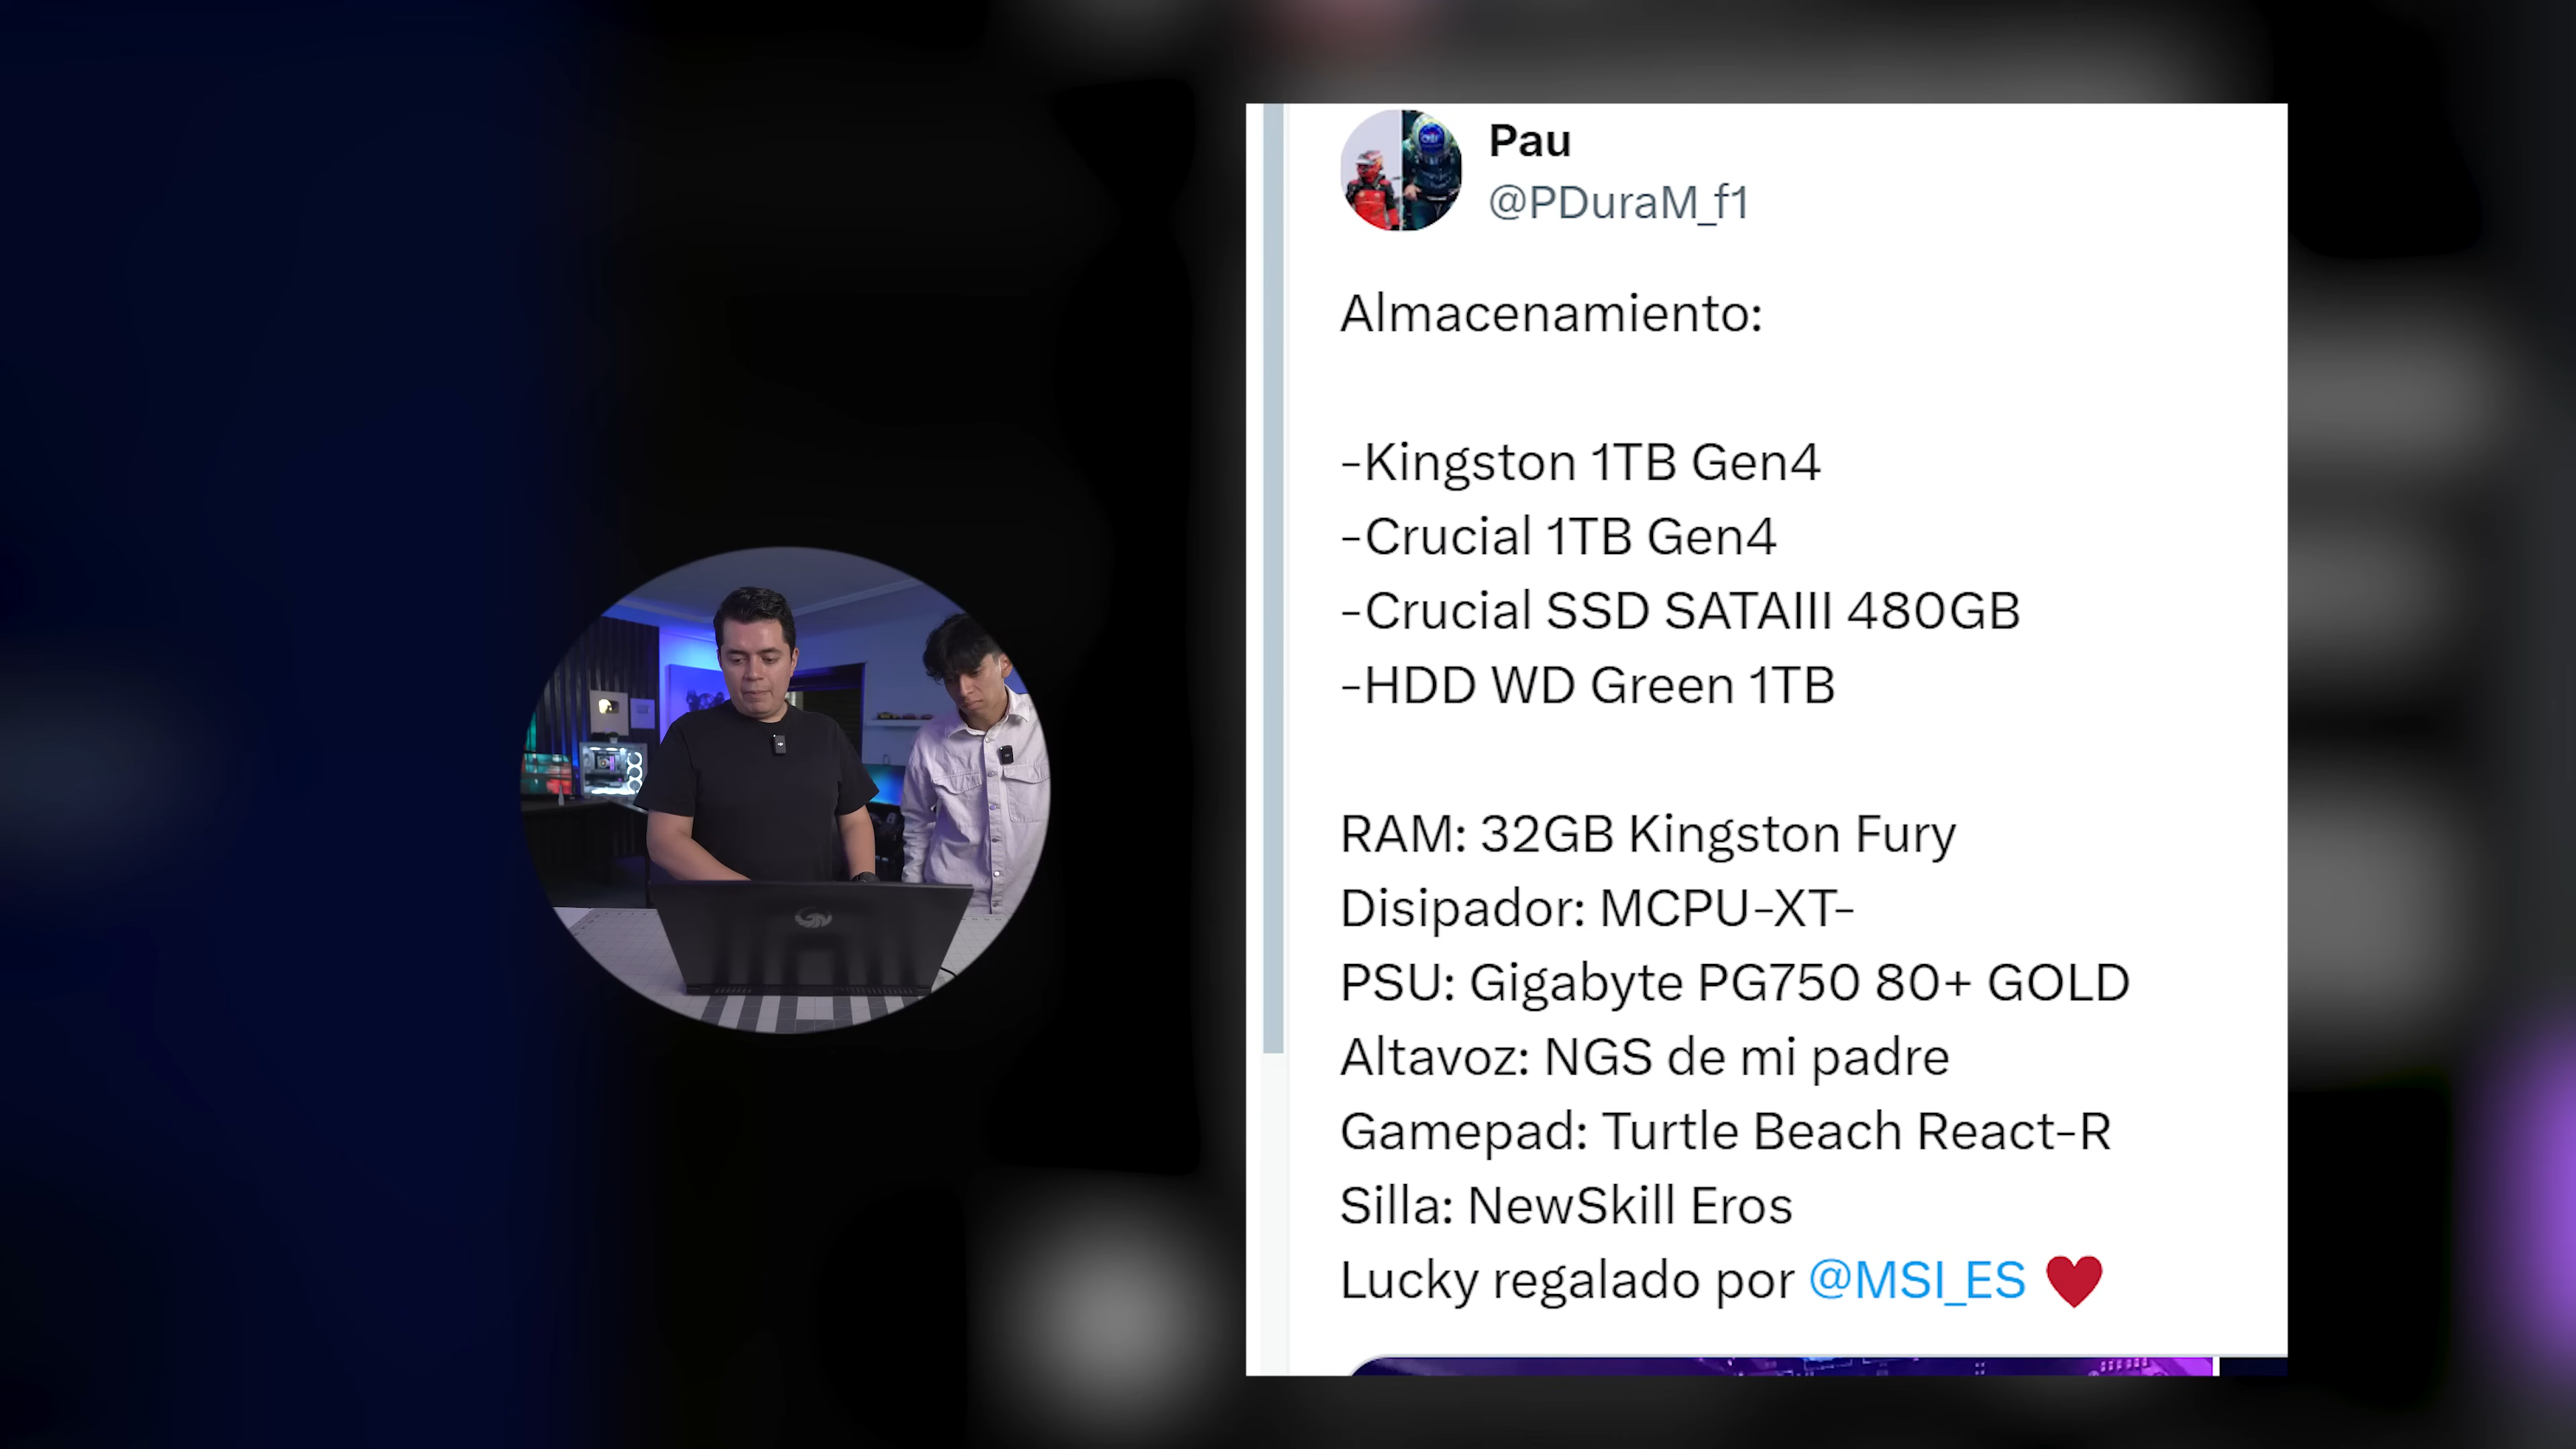 Pau
@PDuraM_f1
Almacenamiento:
-Kingston 1TB Gen4
-Crucial 1TB Gen4
-Crucial SSD SATAIII 480GB
-HDD WD Green 1TB
RAM: 32GB Kingston Fury
Disipador: MCPU-XT-
PSU: Gigabyte PG750 80+ GOLD
Altavoz: NGS de mi padre
Gamepad: Turtle Beach React-R
Silla: NewSkill Eros
Lucky regalado por @MSI_ES ❤️